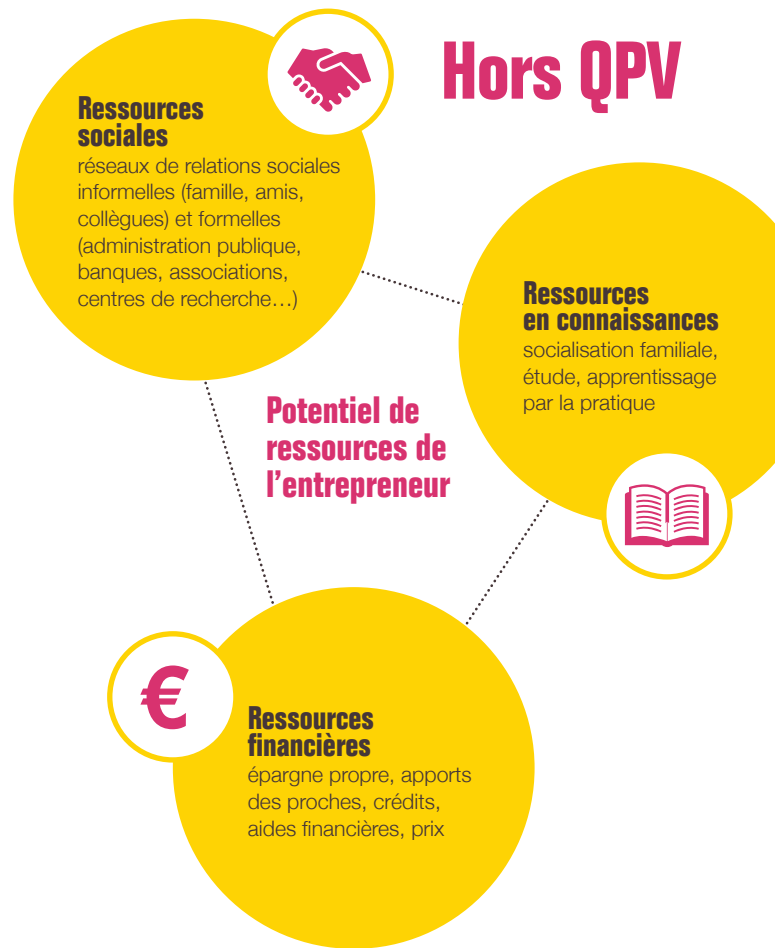 Hors QPV
Ressources
sociales
réseaux de relations sociales
informelles (famille, amis,
collègues) et formelles
(administration publique,
banques, associations,
centres de recherche…)
Ressources
en connaissances
socialisation familiale,
étude, apprentissage
par la pratique
Potentiel de
ressources de
l’entrepreneur
€
Ressources
financières
épargne propre, apports
des proches, crédits,
aides financières, prix